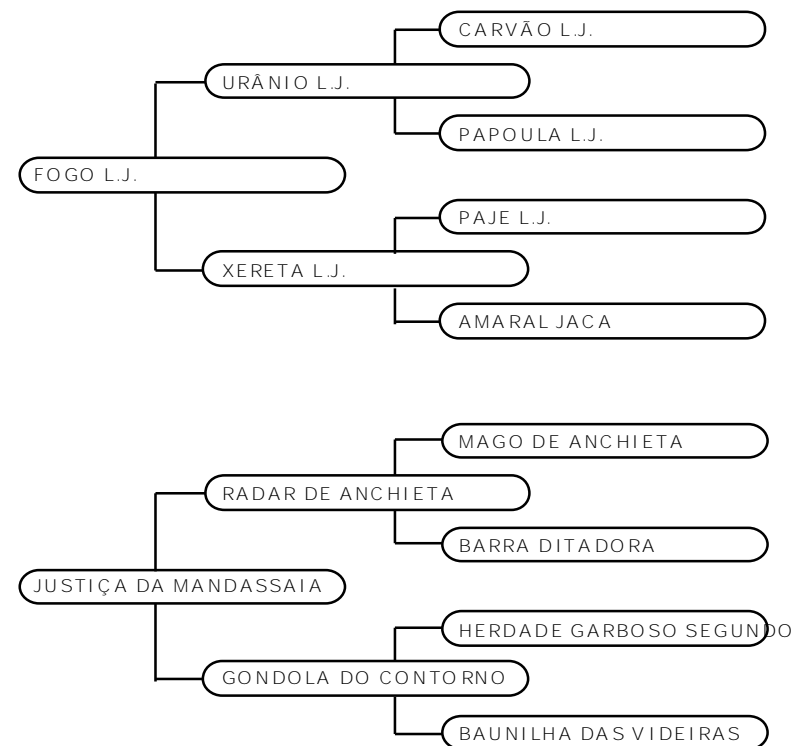 CARVÃO L.J.
URÂNIO L.J.
PAPOULA L.J.
FOGO L.J.
PAJE L.J.
XERETA L.J.
AMARAL JACA
MAGO DE ANCHIETA
RADAR DE ANCHIETA
BARRA DITADORA
JUSTIÇA DA MANDASSAIA
HERDADE GARBOSO SEGUNDO
GONDOLA DO CONTORNO
BAUNILHA DAS VIDEIRAS